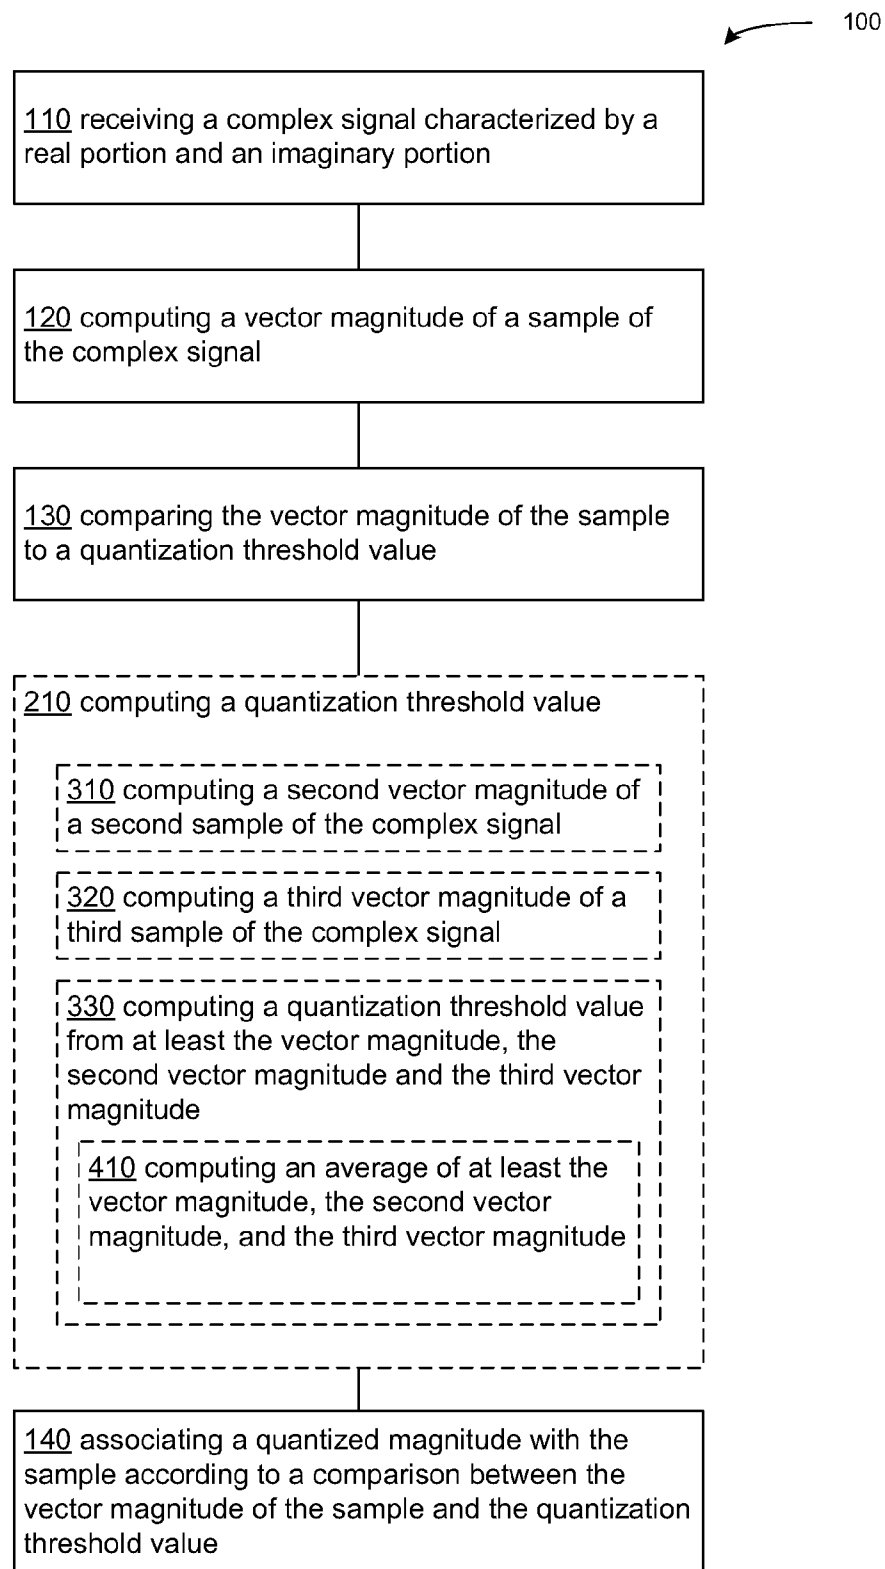 100
110 receiving a complex signal characterized by a
real portion and an imaginary portion
120 computing a vector magnitude of a sample of
the complex signal
130 comparing the vector magnitude of the sample
to a quantization threshold value
210 computing a quantization threshold value
310 computing a second vector magnitude of
a second sample of the complex signal
320 computing a third vector magnitude of a
third sample of the complex signal
330 computing a quantization threshold value
from at least the vector magnitude, the
second vector magnitude and the third vector
magnitude
410 computing an average of at least the
vector magnitude, the second vector
magnitude, and the third vector magnitude
140 associating a quantized magnitude with the
sample according to a comparison between the
vector magnitude of the sample and the quantization
threshold value